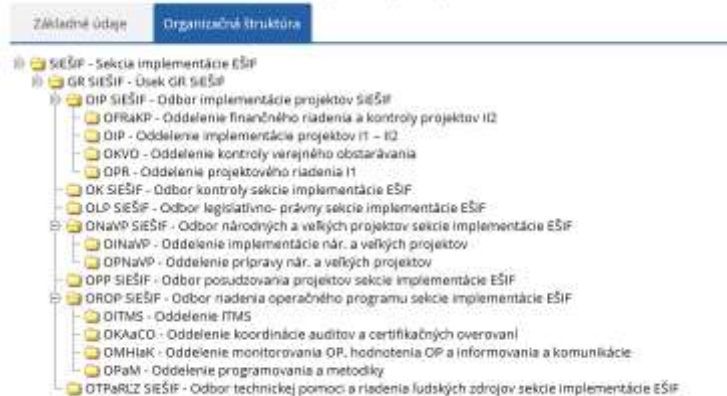 Základné údaje
Organizačná štruktúra
SIEŠIF - Sekcia implementácie EŠIF
GR SIEŠIF - Úsek GR SIEŠIF
OIP SIEŠIF - Odbor implementácie projektov SIEŠIF
OFRaKP - Oddelenie finančného riadenia a kontroly projektov II2
OIP - Oddelenie implementácie projektov I1 – II2
OKVO - Oddelenie kontroly verejného obstarávania
OPR - Oddelenie projektového riadenia I1
OK SIEŠIF - Odbor kontroly sekcie implementácie EŠIF
OLP SIEŠIF - Odbor legislatívno- právny sekcie implementácie EŠIF
ONaVP SIEŠIF - Odbor národných a veľkých projektov sekcie implementácie EŠIF
OINaVP - Oddelenie implementácie nár. a veľkých projektov
OPNaVP - Oddelenie prípravy nár. a veľkých projektov
OPP SIEŠIF - Odbor posudzovania projektov sekcie implementácie EŠIF
OROP SIEŠIF - Odbor riadenia operačného programu sekcie implementácie EŠIF
OITMS - Oddelenie ITMS
OKAaCO - Oddelenie koordinácie auditov a certifikačných overovaní
OMHIaK - Oddelenie monitorovania OP, hodnotenia OP a informovania a komunikácie
OPaM - Oddelenie programovania a metodiky
OTPaRĽZ SIEŠIF - Odbor technickej pomoci a riadenia ľudských zdrojov sekcie implementácie EŠIF